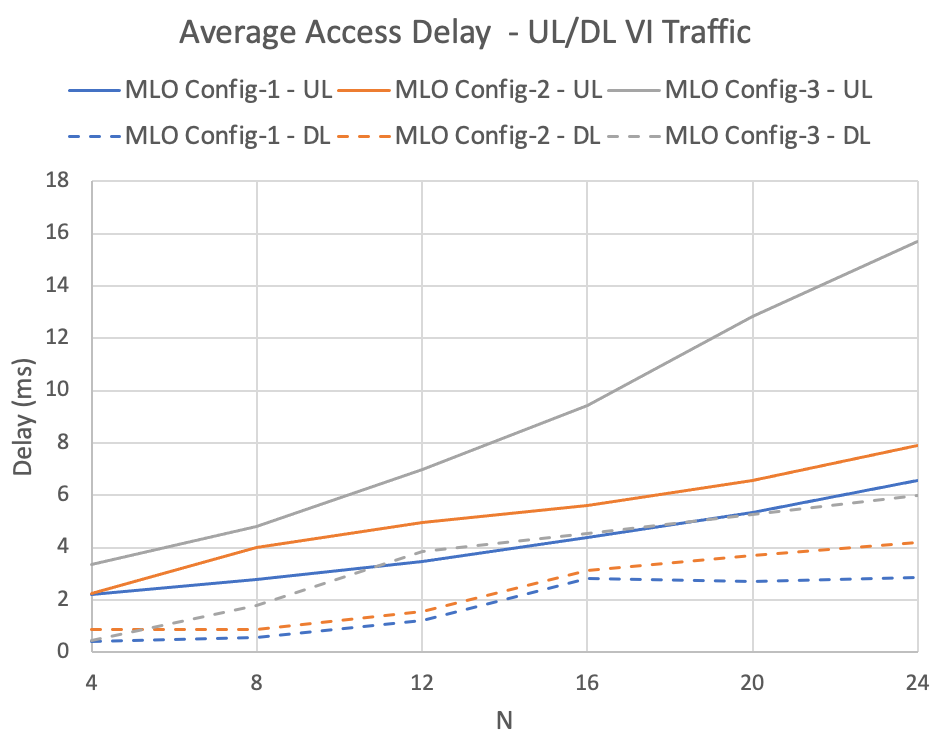 Average Access Delay - UL/DL VI Traffic
MLO Config-1 - UL MLO Config-2 - UL MLO Config-3 - UL
MLO Config-1 - DL MLO Config-2 - DL MLO Config-3 - DL
18
16
14
12
10
8
6
4
2
0
Delay (ms)
4 8 12 16 20 24
N